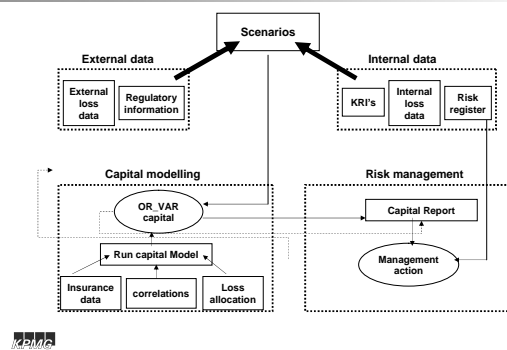 Scenarios
External data
Internal data
External
loss
data
Regulatory
information
KRI's
Internal
loss
data
Risk
register
Capital modelling
Risk management
OR_VAR
capital
Capital Report
Run capital Model
Management
action
Insurance
data
correlations
Loss
allocation
KPMG